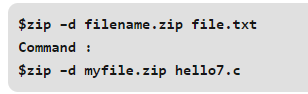 $zip –d filename.zip file.txt
Command :
$zip –d myfile.zip hello7.c